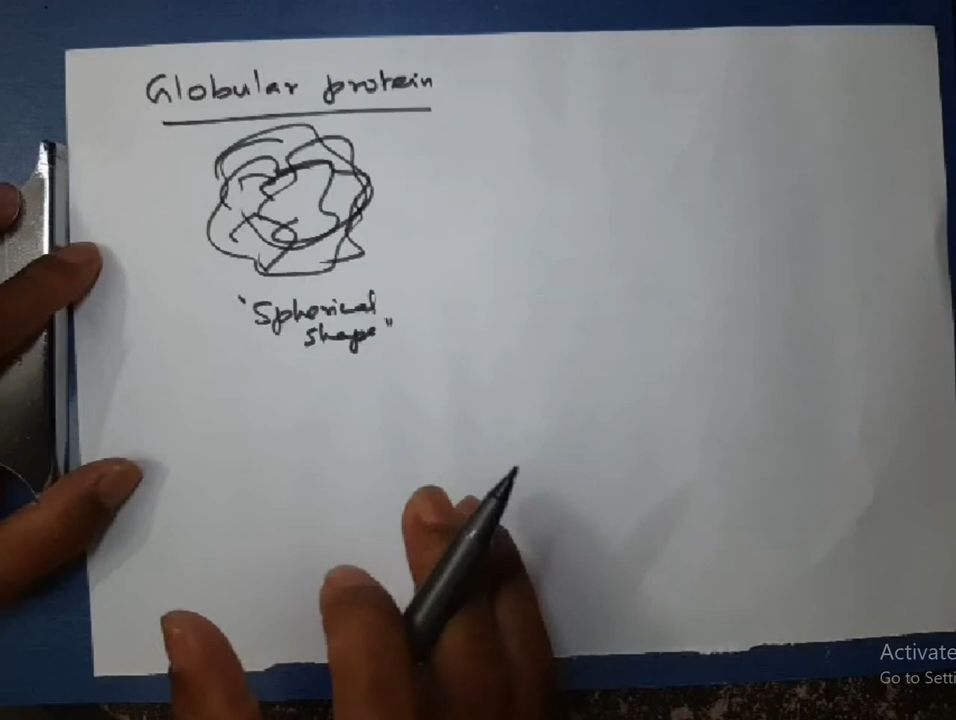 Globular protein
"Spherical
shape"
Activate
Go to Setti